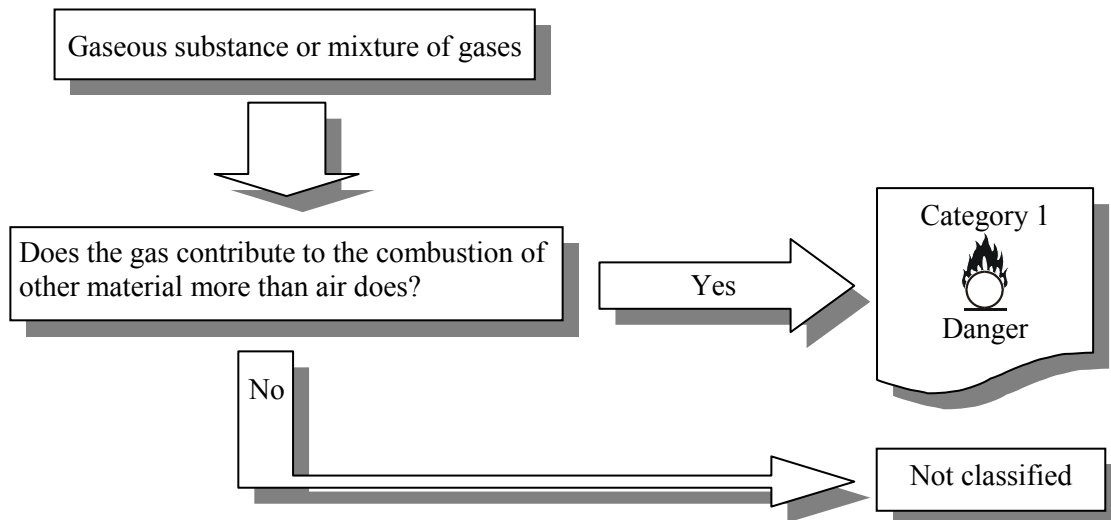 Gaseous substance or mixture of gases
Does the gas contribute to the combustion of
other material more than air does?
Yes
Category 1
Danger
No
Not classified